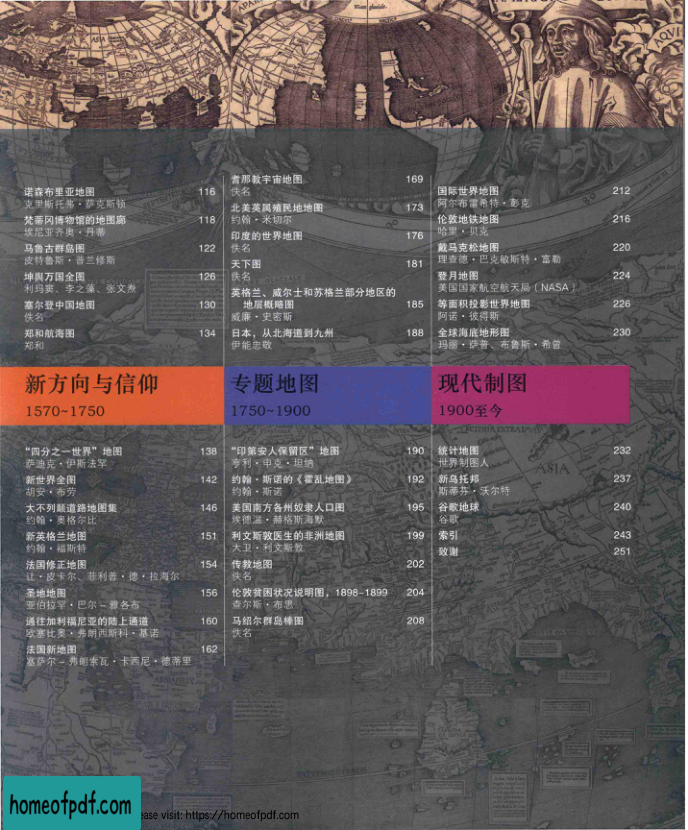 诺森布里亚地图 116
克里斯托弗·萨克斯顿
梵蒂冈博物馆的地图廊 118
埃尼亚齐奥·丹蒂
马鲁古群岛图 122
皮特鲁斯·普兰修斯
坤舆万国全图 126
利玛窦、李之藻、张文焘
塞尔登中国地图 130
佚名
郑和航海图 134
郑和
新方向与信仰
1570~1750
“四分之一世界”地图 138
萨迪克·伊斯法罕
新世界全图 142
胡安·布劳
大不列颠道路地图集 146
约翰·奥格尔比
新英格兰地图 151
约翰·福斯特
法国修正地图 154
让·皮卡尔、菲利普·德·拉海尔
圣地地图 156
亚伯拉罕·巴尔–雅各布
通往加利福尼亚的陆上通道 160
欧塞比奥·弗朗西斯科·基诺
法国新地图 162
塞萨尔–弗朗索瓦·卡西尼·德蒂里
耆那教宇宙地图 169
佚名
北美英属殖民地地图 173
约翰·米切尔
印度的世界地图 176
佚名
天下图 181
佚名
英格兰、威尔士和苏格兰部分地区的
地层概略图 185
威廉·史密斯
日本，从北海道到九州 188
伊能忠敬
专题地图
1750~1900
“印第安人保留区”地图 190
亨利·申克·坦纳
约翰·斯诺的《霍乱地图》 192
约翰·斯诺
美国南方各州奴隶人口图 195
埃德温·赫格斯海默
利文斯敦医生的非洲地图 199
大卫·利文斯敦
传教地图 202
佚名
伦敦贫困状况说明图，1898-1899 204
查尔斯·布思
马绍尔群岛棒图 208
佚名
国际世界地图 212
阿尔布雷希特·彭克
伦敦地铁地图 216
哈里·贝克
戴马克松地图 220
理查德·巴克敏斯特·富勒
登月地图 224
美国国家航空航天局（NASA）
等面积投影世界地图 226
阿诺·彼得斯
全球海底地形图 230
玛丽·萨普、布鲁斯·希曾
现代制图
1900至今
统计地图 232
世界制图人
新乌托邦 237
斯蒂芬·沃尔特
谷歌地球 240
谷歌
索引 243
致谢 251
ASIA
homeofpdf.com
ease visit: https://homeofpdf.com